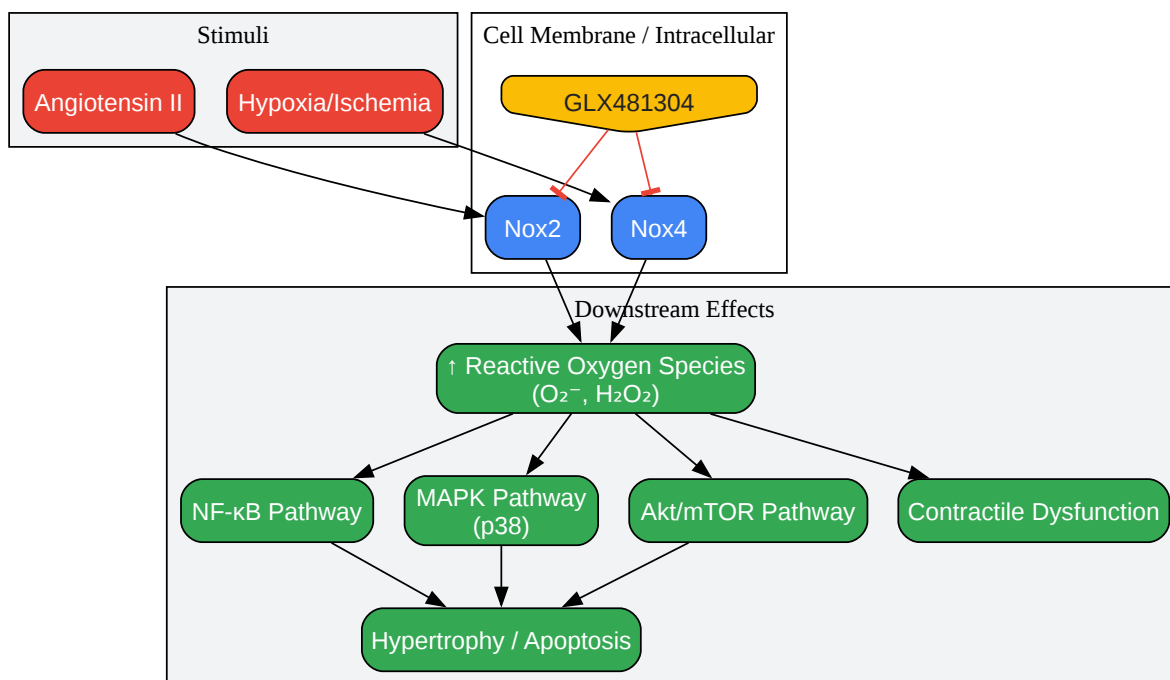 Stimuli
Cell Membrane / Intracellular
Angiotensin II
Hypoxia/Ischemia
GLX481304
Nox2
Nox4
Downstream Effects
↑ Reactive Oxygen Species
(O₂⁻, H₂O₂)
NF-κB Pathway
MAPK Pathway
(p38)
Akt/mTOR Pathway
Contractile Dysfunction
Hypertrophy / Apoptosis